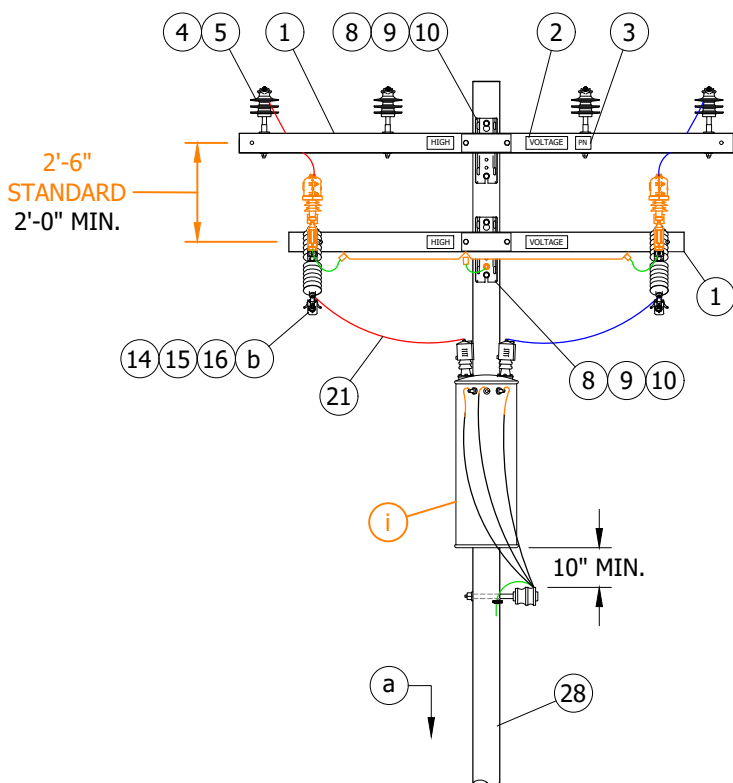 4 5 1 8 9 10 2 3
HIGH VOLTAGE PN
2'-6"
STANDARD
2'-0" MIN.
HIGH VOLTAGE
1
14 15 16 b
21
8 9 10
i
10" MIN.
a
28